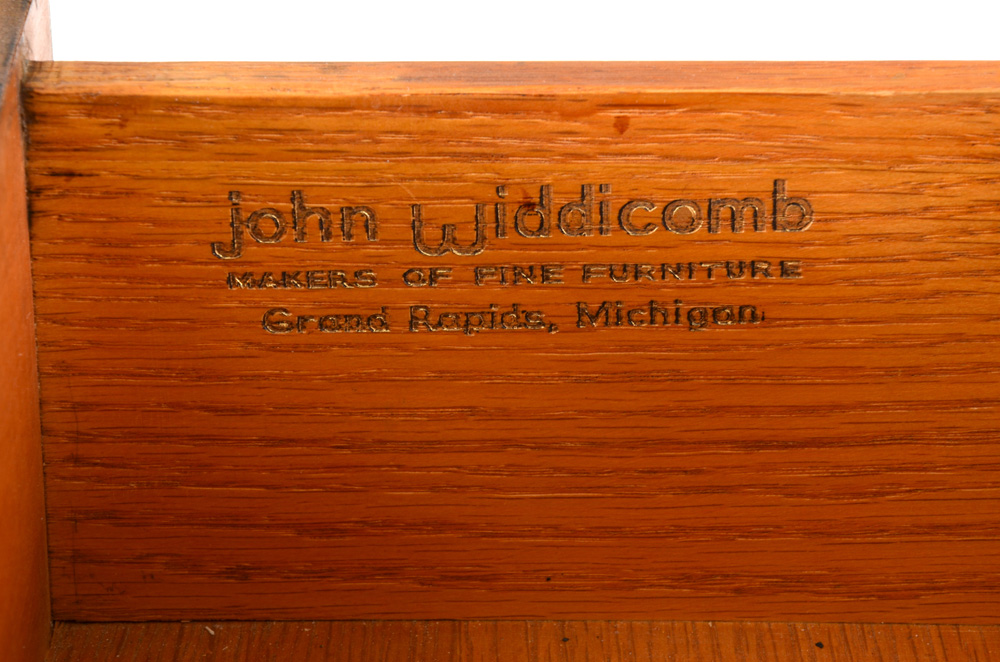 john Widdicomb
MAKERS OF FINE FURNITURE
Grand Rapids, Michigan